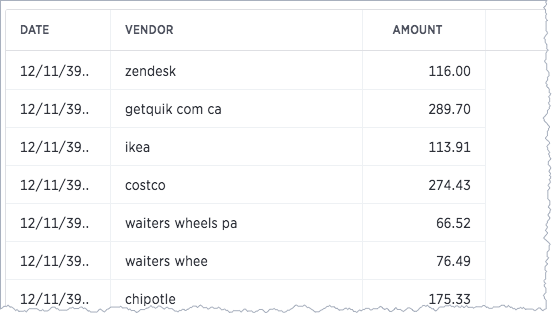 DATE VENDOR AMOUNT
12/11/39.. zendesk 116.00
12/11/39.. getquik com ca 289.70
12/11/39.. ikea 113.91
12/11/39.. costco 274.43
12/11/39.. waiters wheels pa 66.52
12/11/39.. waiters whee 76.49
12/11/39.. chipotle 175.33